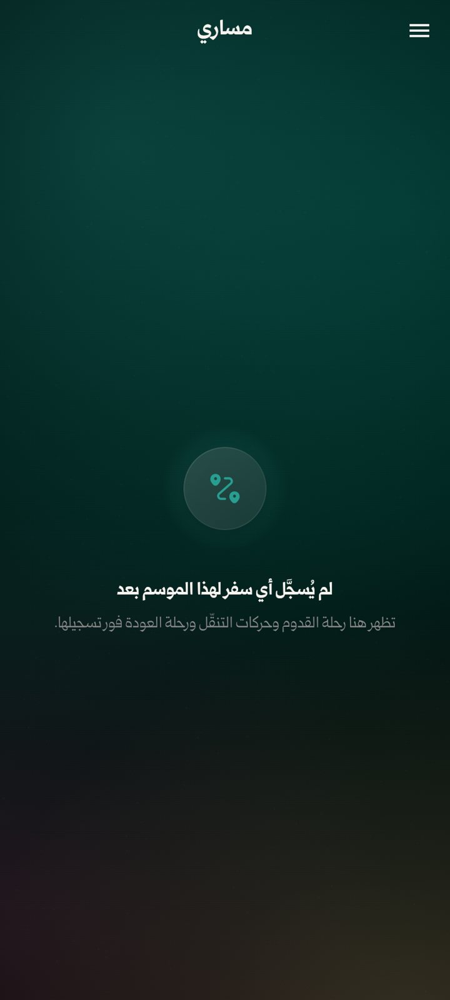 مساري
لم يُسجَّل أي سفر لهذا الموسم بعد
تظهر هنا رحلة القدوم وحركات التنقّل ورحلة العودة فور تسجيلها.